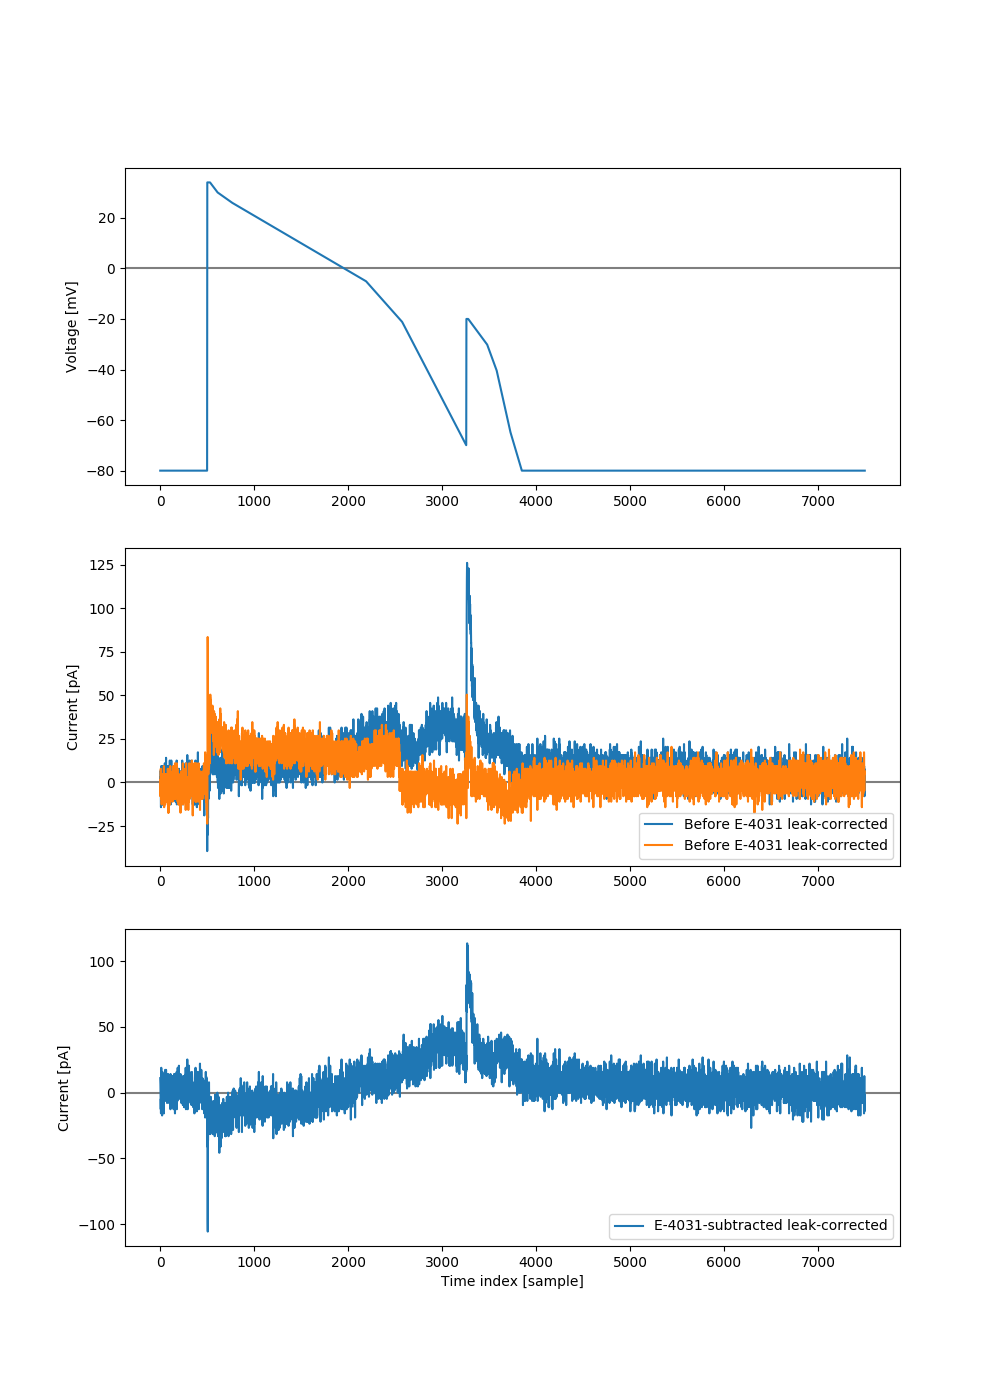 20
0
−20
−40
−60
−80
Voltage [mV]
0 1000 2000 3000 4000 5000 6000 7000
125
100
75
50
25
0
−25
Current [pA]
Before E-4031 leak-corrected
Before E-4031 leak-corrected
0 1000 2000 3000 4000 5000 6000 7000
100
50
0
−50
−100
Current [pA]
E-4031-subtracted leak-corrected
0 1000 2000 3000 4000 5000 6000 7000
Time index [sample]